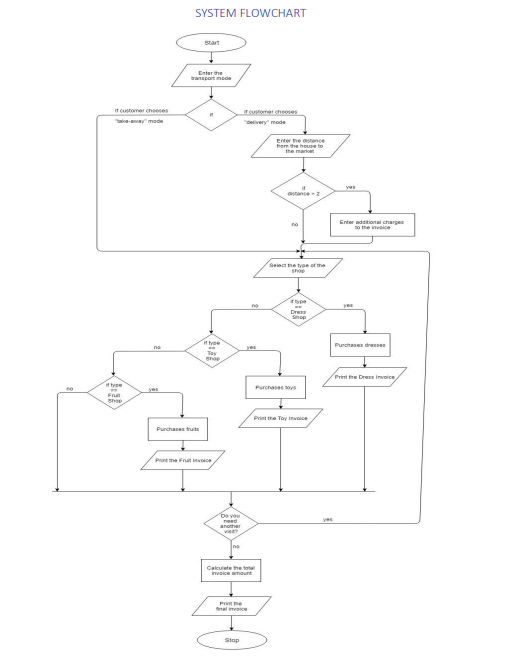 SYSTEM FLOWCHART
Start
Enter the
transport mode
if customer chooses
"take-away" mode
if
if customer chooses
"delivery" mode
Enter the distance
from the house to
the market
if
distance > 2
yes
no
Enter additional charges
to the invoice
Select the type of the
shop
if type
==
Dress
Shop
no
yes
if type
==
Toy
Shop
no
yes
Purchases dresses
Print the Dress Invoice
if type
==
Fruit
Shop
no
yes
Purchases toys
Print the Toy Invoice
Purchases fruits
Print the Fruit Invoice
Do you
need
another
visit?
yes
no
Calculate the total
invoice amount
Print the
final invoice
Stop